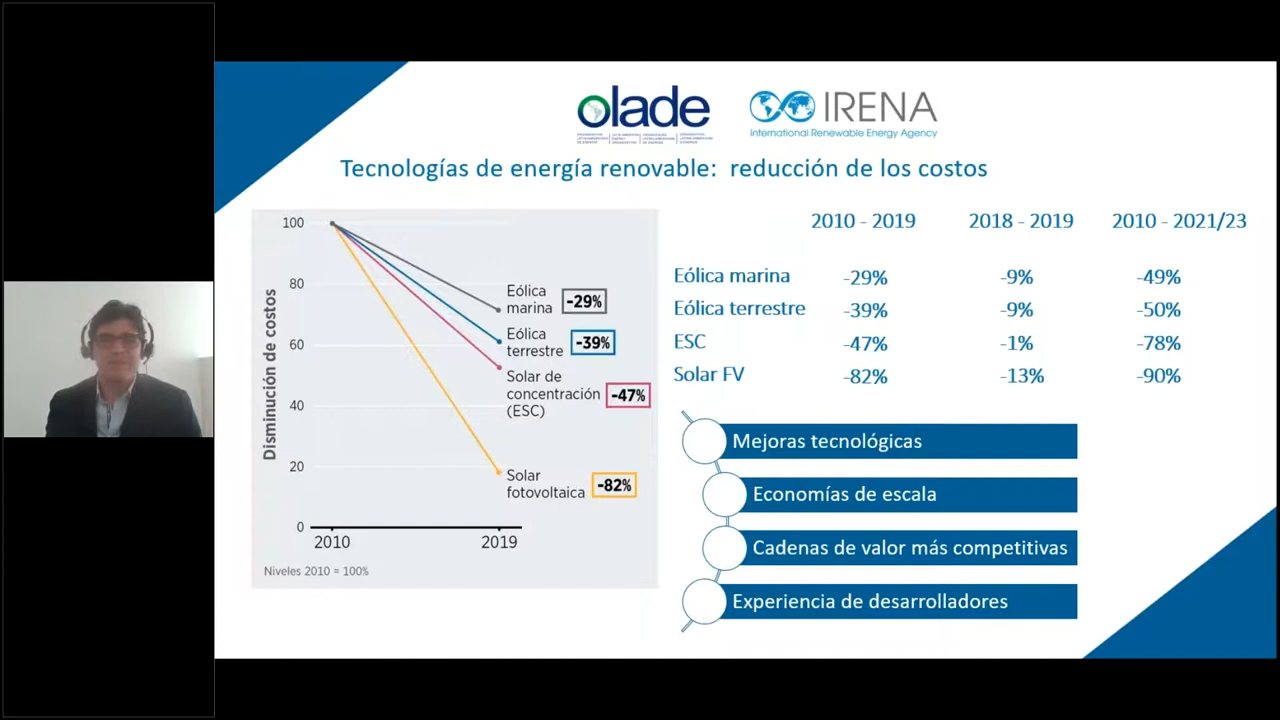 olade
IRENA
International Renewable Energy Agency
Tecnologías de energía renovable: reducción de los costos
Disminución de costos
100
80
60
40
20
0
2010
2019
Eólica
marina
-29%
Eólica
terrestre
-39%
Solar de
concentración
(ESC)
-47%
Solar
fotovoltaica
-82%
Niveles 2010 = 100%
2010 - 2019 2018 - 2019 2010 - 2021/23
Eólica marina -29% -9% -49%
Eólica terrestre -39% -9% -50%
ESC -47% -1% -78%
Solar FV -82% -13% -90%
Mejoras tecnológicas
Economías de escala
Cadenas de valor más competitivas
Experiencia de desarrolladores